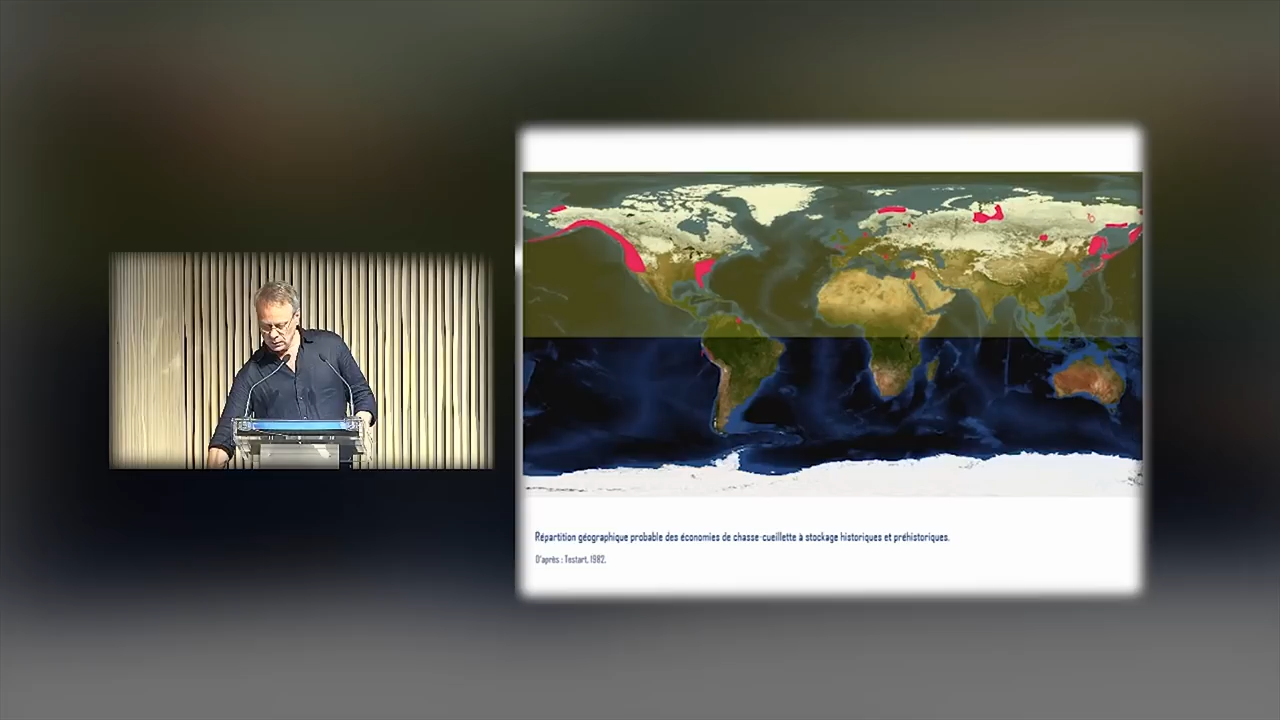 Répartition géographique probable des économies de chasse-cueillette à stockage historiques et préhistoriques.
D'après : Testart, 1982.